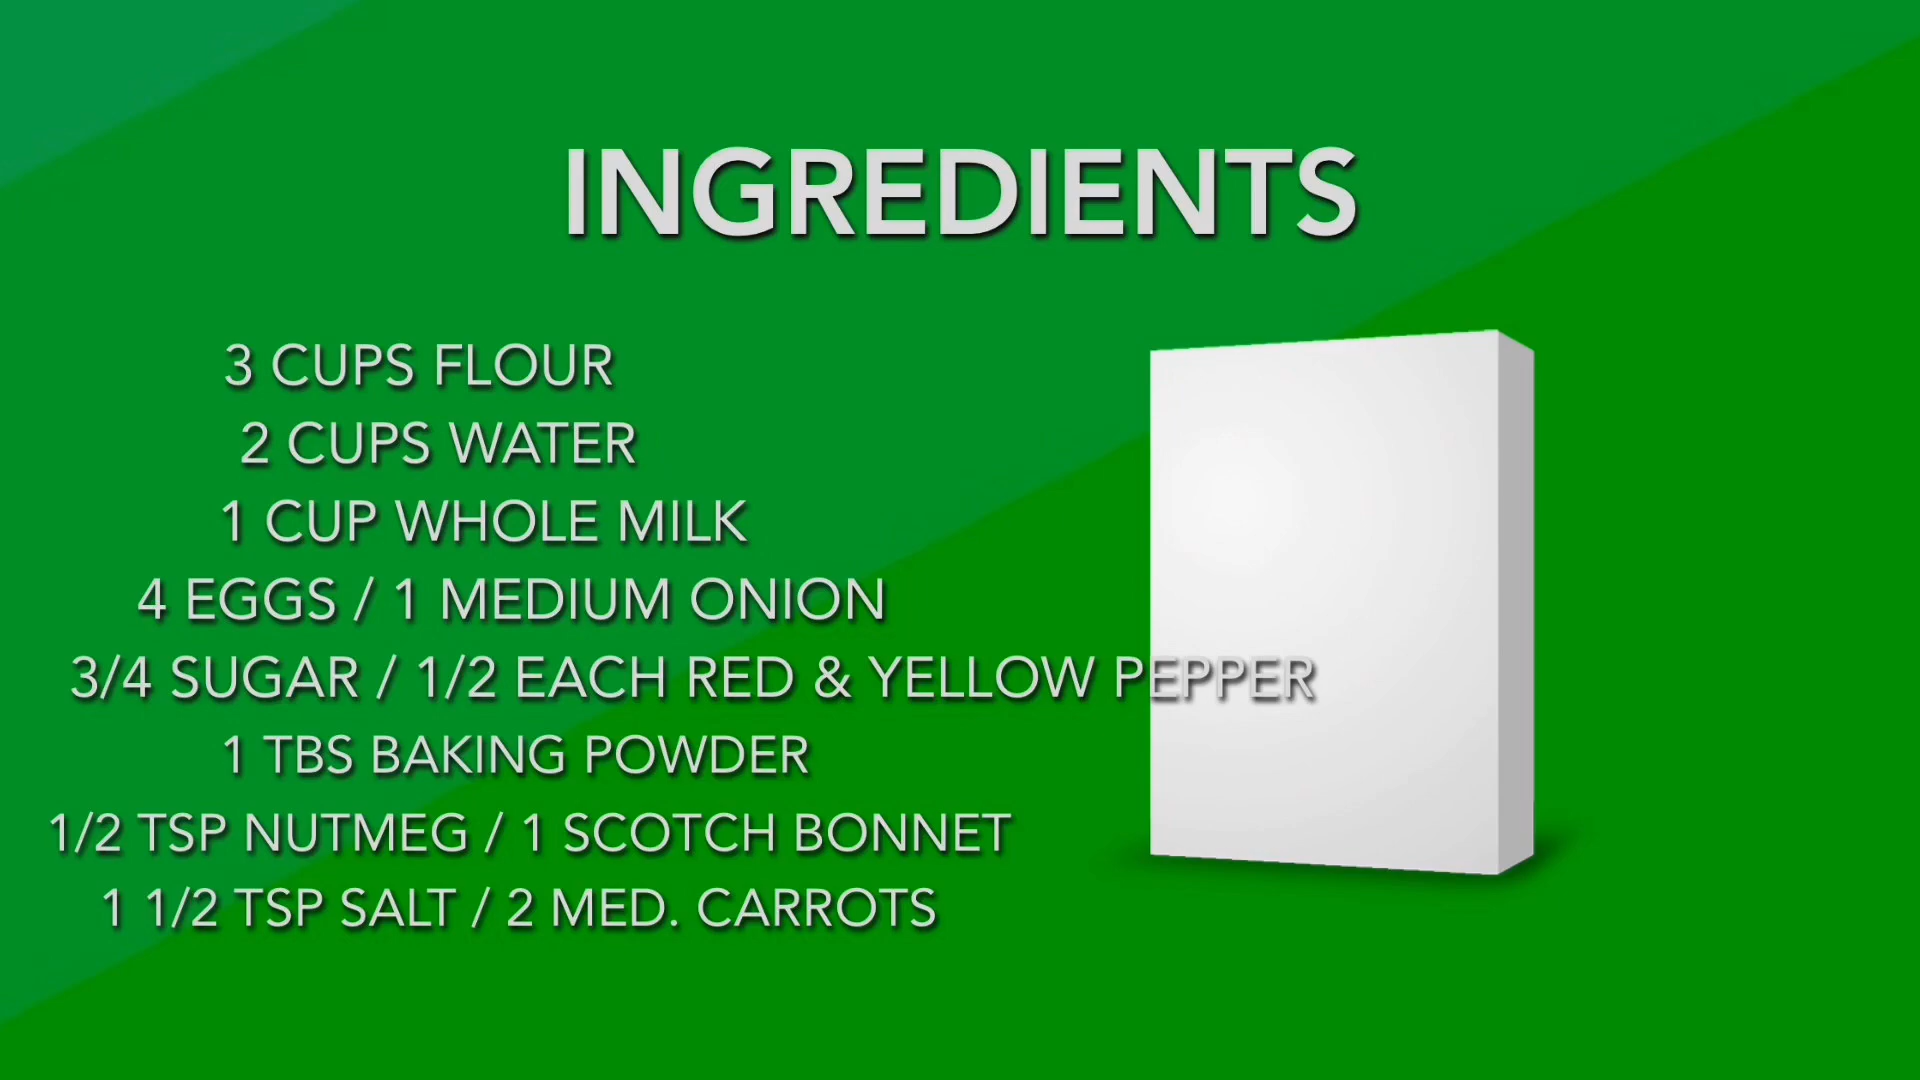 INGREDIENTS
3 CUPS FLOUR
2 CUPS WATER
1 CUP WHOLE MILK
4 EGGS / 1 MEDIUM ONION
3/4 SUGAR / 1/2 EACH RED & YELLOW PEPPER
1 TBS BAKING POWDER
1/2 TSP NUTMEG / 1 SCOTCH BONNET
1 1/2 TSP SALT / 2 MED. CARROTS